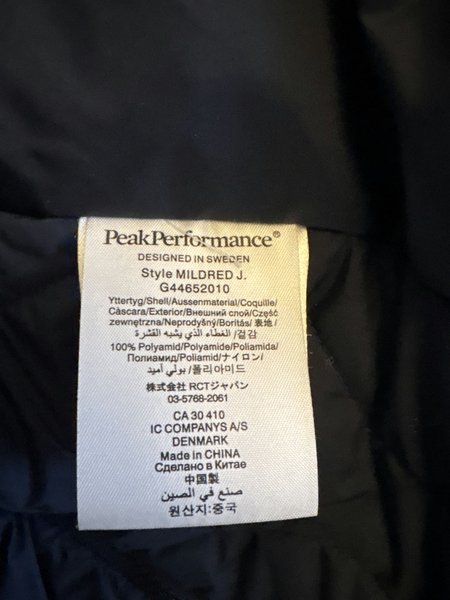 PeakPerformance®
DESIGNED IN SWEDEN
Style MILDRED J.
G44652010
Yttertyg/Shell/Aussenmaterial/Coquille/
Càscara/Exterior/Внешний слой/Część
zewnętrzna/Neprodyšný/Boritás/ 表地/
الغطاء الذي يشبه القشرة/겉감
100% Polyamid/Polyamide/Poliamida/
Полиамид/Poliamid/ナイロン/
بولي أميد/폴리아미드
株式会社 RCTジャパン
03-5768-2061
CA 30 410
IC COMPANYS A/S
DENMARK
Made in CHINA
Сделано в Китае
中国製
صنع في الصين
원산지:중국